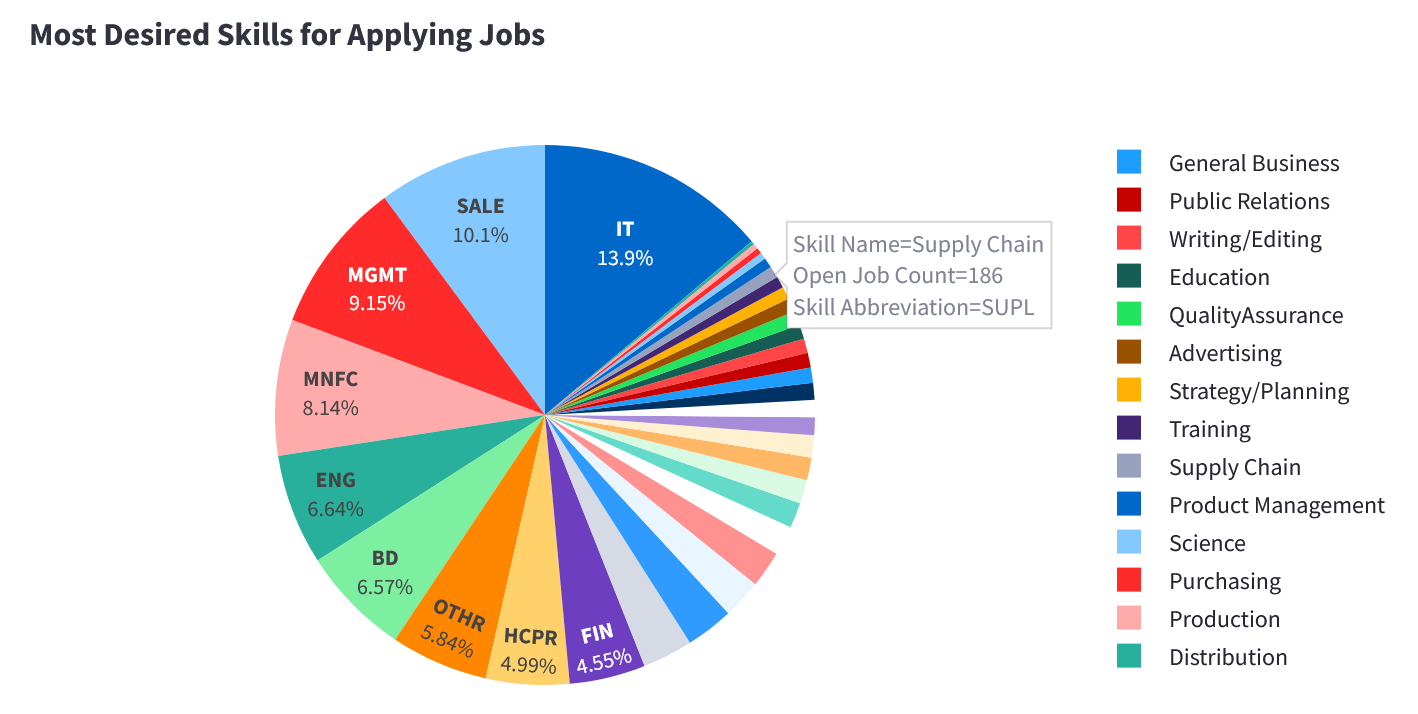 Most Desired Skills for Applying Jobs
SALE
10.1%
IT
13.9%
MGMT
9.15%
MNFC
8.14%
ENG
6.64%
BD
6.57%
OTHR
5.84%
HCPR
4.99%
FIN
4.55%
Skill Name=Supply Chain
Open Job Count=186
Skill Abbreviation=SUPL
General Business
Public Relations
Writing/Editing
Education
QualityAssurance
Advertising
Strategy/Planning
Training
Supply Chain
Product Management
Science
Purchasing
Production
Distribution